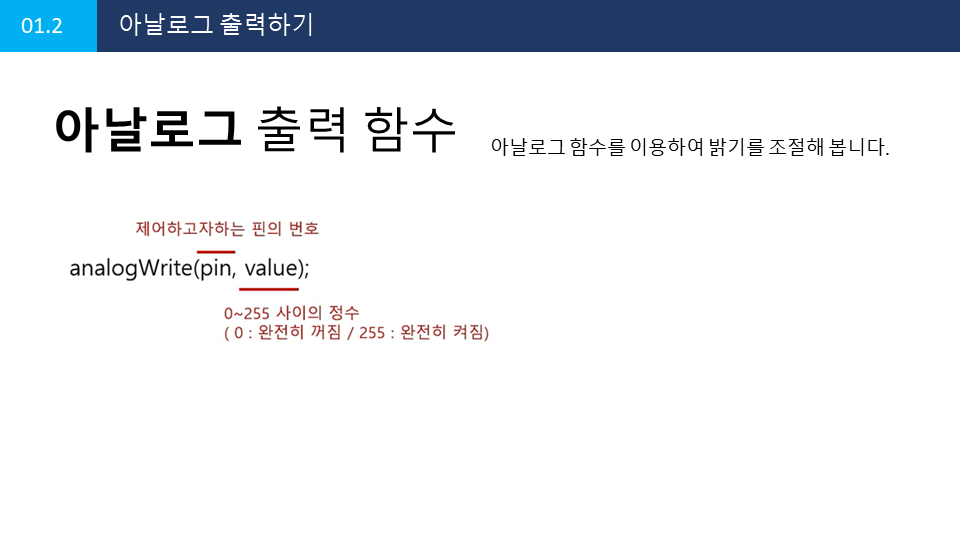 01.2 아날로그 출력하기
아날로그 출력 함수
아날로그 함수를 이용하여 밝기를 조절해 봅니다.
제어하고자하는 핀의 번호
analogWrite(pin, value);
0~255 사이의 정수
( 0 : 완전히 꺼짐 / 255 : 완전히 켜짐)